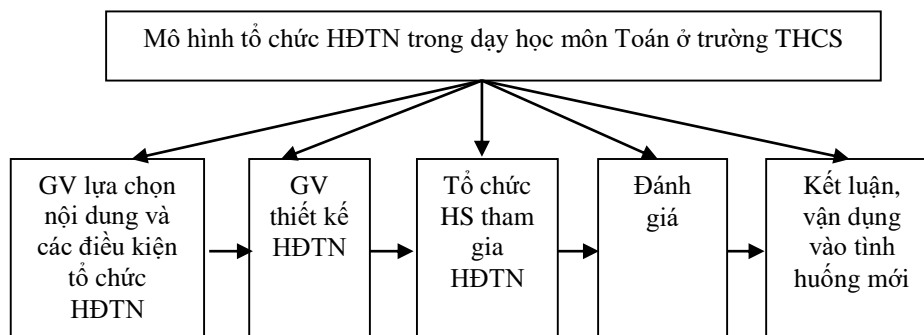 Mô hình tổ chức HĐTN trong dạy học môn Toán ở trường THCS
GV lựa chọn
nội dung và
các điều kiện
tổ chức
HĐTN
GV
thiết kế
HĐTN
Tổ chức
HS tham
gia
HĐTN
Đánh
giá
Kết luận,
vận dụng
vào tình
huống mới